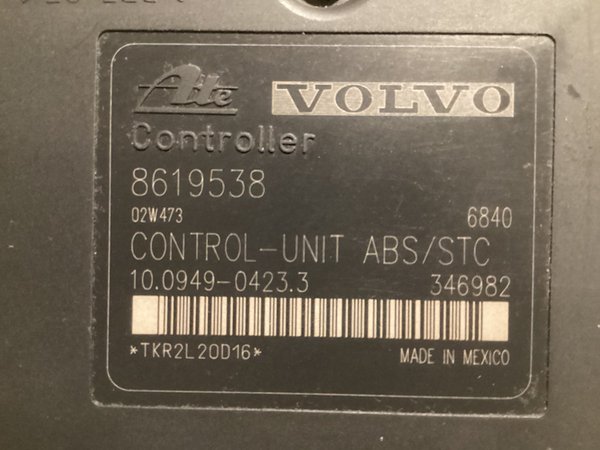 Ate VOLVO
Controller
8619538
02W473 6840
CONTROL-UNIT ABS/STC
10.0949-0423.3 346982
*TKR2L20D16* MADE IN MEXICO